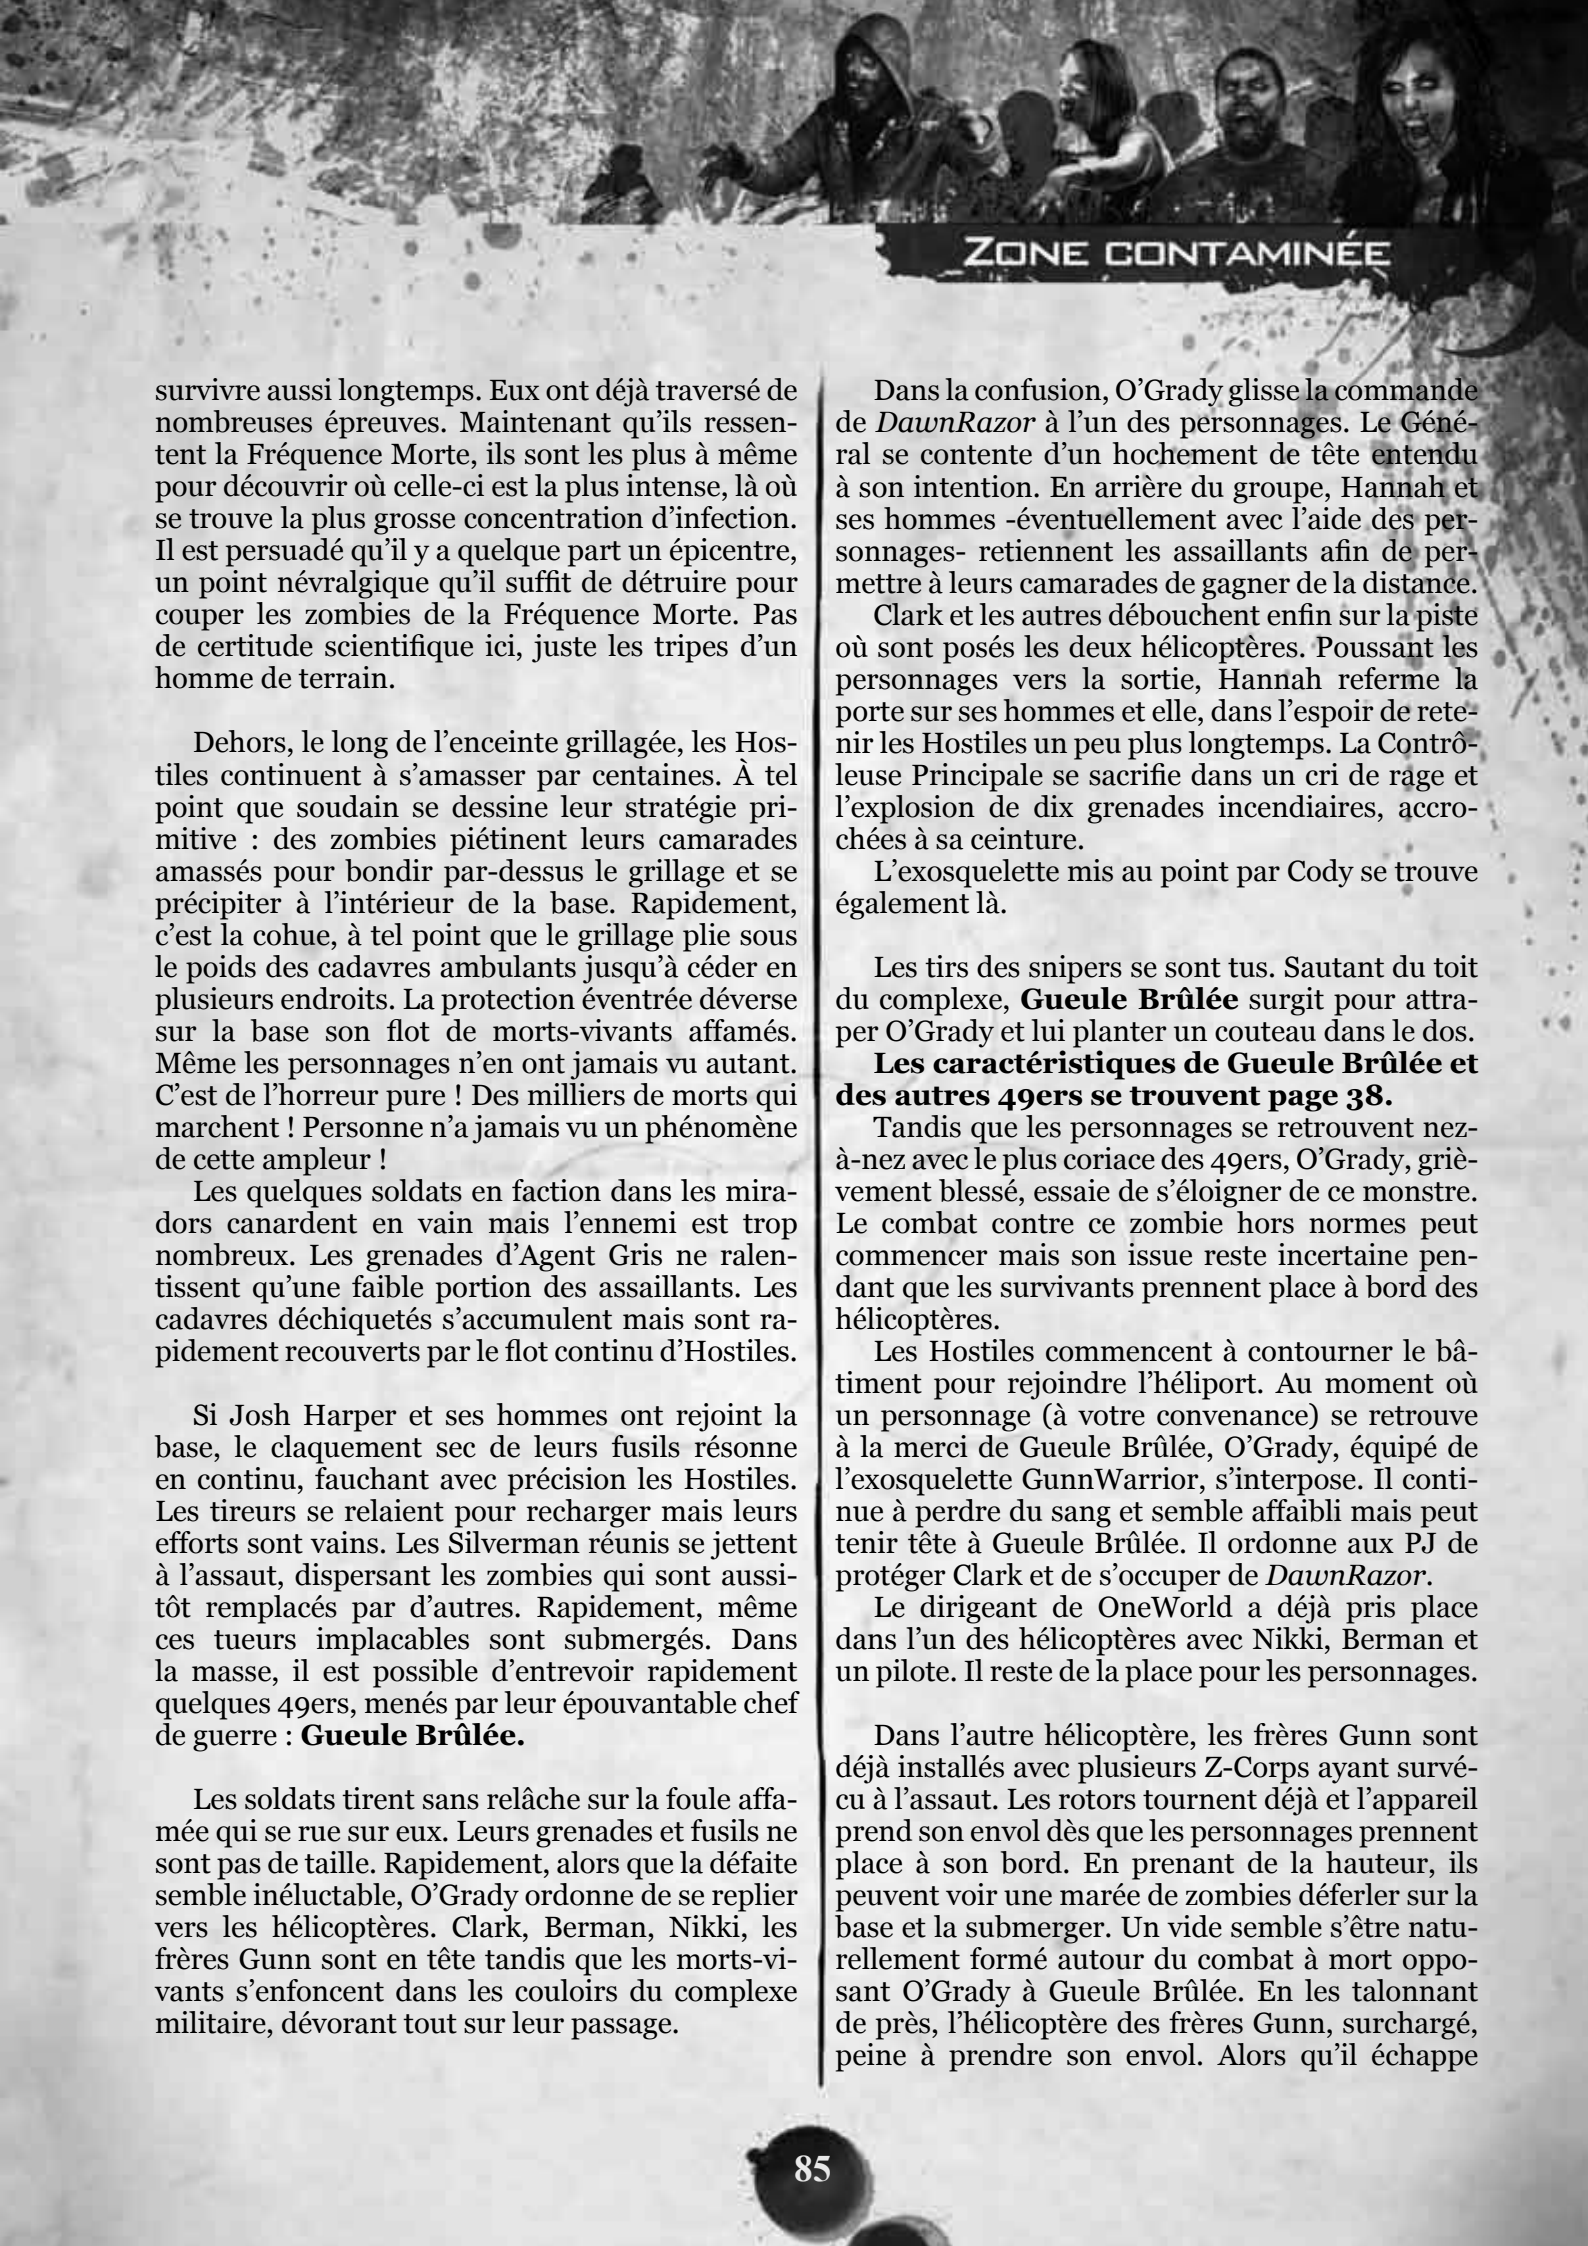 ZONE CONTAMINÉE
survivre aussi longtemps. Eux ont déjà traversé de
nombreuses épreuves. Maintenant qu'ils ressen-
tent la Fréquence Morte, ils sont les plus à même
pour découvrir où celle-ci est la plus intense, là où
se trouve la plus grosse concentration d'infection.
Il est persuadé qu'il y a quelque part un épicentre,
un point névralgique qu'il suffit de détruire pour
couper les zombies de la Fréquence Morte. Pas
de certitude scientifique ici, juste les tripes d'un
homme de terrain.
Dehors, le long de l'enceinte grillagée, les Hos-
tiles continuent à s'amasser par centaines. À tel
point que soudain se dessine leur stratégie pri-
mitive : des zombies piétinent leurs camarades
amassés pour bondir par-dessus le grillage et se
précipiter à l'intérieur de la base. Rapidement,
c'est la cohue, à tel point que le grillage plie sous
le poids des cadavres ambulants jusqu'à céder en
plusieurs endroits. La protection éventrée déverse
sur la base son flot de morts-vivants affamés.
Même les personnages n'en ont jamais vu autant.
C'est de l'horreur pure ! Des milliers de morts qui
marchent ! Personne n'a jamais vu un phénomène
de cette ampleur !
Les quelques soldats en faction dans les mira-
dors canardent en vain mais l'ennemi est trop
nombreux. Les grenades d'Agent Gris ne ralen-
tissent qu'une faible portion des assaillants. Les
cadavres déchiquetés s'accumulent mais sont ra-
pidement recouverts par le flot continu d'Hostiles.
Si Josh Harper et ses hommes ont rejoint la
base, le claquement sec de leurs fusils résonne
en continu, fauchant avec précision les Hostiles.
Les tireurs se relaient pour recharger mais leurs
efforts sont vains. Les Silverman réunis se jettent
à l'assaut, dispersant les zombies qui sont aussi-
tôt remplacés par d'autres. Rapidement, même
ces tueurs implacables sont submergés. Dans
la masse, il est possible d'entrevoir rapidement
quelques 49ers, menés par leur épouvantable chef
de guerre : Gueule Brûlée.
Les soldats tirent sans relâche sur la foule affa-
mée qui se rue sur eux. Leurs grenades et fusils ne
sont pas de taille. Rapidement, alors que la défaite
semble inéluctable, O'Grady ordonne de se replier
vers les hélicoptères. Clark, Berman, Nikki, les
frères Gunn sont en tête tandis que les morts-vi-
vants s'enfoncent dans les couloirs du complexe
militaire, dévorant tout sur leur passage.
Dans la confusion, O'Grady glisse la commande
de DawnRazor à l'un des personnages. Le Géné-
ral se contente d'un hochement de tête entendu
à son intention. En arrière du groupe, Hannah et
ses hommes -éventuellement avec l'aide des per-
sonnages- retiennent les assaillants afin de per-
mettre à leurs camarades de gagner de la distance.
Clark et les autres débouchent enfin sur la piste
où sont posés les deux hélicoptères. Poussant les
personnages vers la sortie, Hannah referme la
porte sur ses hommes et elle, dans l'espoir de rete-
nir les Hostiles un peu plus longtemps. La Contrô-
leuse Principale se sacrifie dans un cri de rage et
l'explosion de dix grenades incendiaires, accro-
chées à sa ceinture.
L'exosquelette mis au point par Cody se trouve
également là.
Les tirs des snipers se sont tus. Sautant du toit
du complexe, Gueule Brûlée surgit pour attra-
per O'Grady et lui planter un couteau dans le dos.
Les caractéristiques de Gueule Brûlée et
des autres 49ers se trouvent page 38.
Tandis que les personnages se retrouvent nez-
à-nez avec le plus coriace des 49ers, O'Grady, griè-
vement blessé, essaie de s'éloigner de ce monstre.
Le combat contre ce zombie hors normes peut
commencer mais son issue reste incertaine pen-
dant que les survivants prennent place à bord des
hélicoptères.
Les Hostiles commencent à contourner le bâ-
timent pour rejoindre l'héliport. Au moment où
un personnage (à votre convenance) se retrouve
à la merci de Gueule Brûlée, O'Grady, équipé de
l'exosquelette GunnWarrior, s'interpose. Il conti-
nue à perdre du sang et semble affaibli mais peut
tenir tête à Gueule Brûlée. Il ordonne aux PJ de
protéger Clark et de s'occuper de DawnRazor.
Le dirigeant de OneWorld a déjà pris place
dans l'un des hélicoptères avec Nikki, Berman et
un pilote. Il reste de la place pour les personnages.
Dans l'autre hélicoptère, les frères Gunn sont
déjà installés avec plusieurs Z-Corps ayant survé-
cu à l'assaut. Les rotors tournent déjà et l'appareil
prend son envol dès que les personnages prennent
place à son bord. En prenant de la hauteur, ils
peuvent voir une marée de zombies déferler sur la
base et la submerger. Un vide semble s'être natu-
rellement formé autour du combat à mort oppo-
sant O'Grady à Gueule Brûlée. En les talonnant
de près, l'hélicoptère des frères Gunn, surchargé,
peine à prendre son envol. Alors qu'il échappe
85